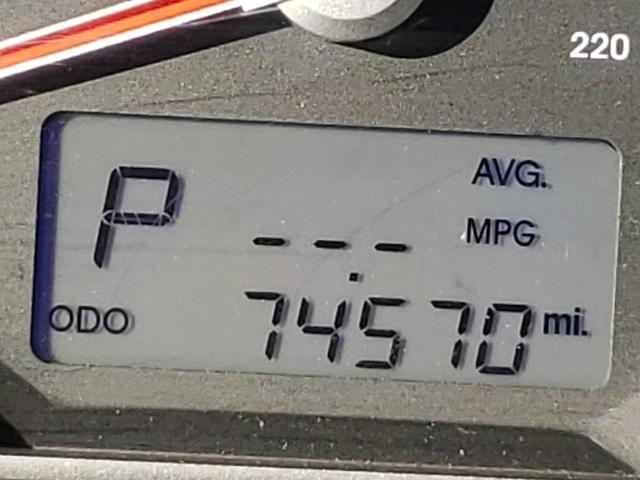 220
AVG.
P --.- MPG
ODO 74570 mi.